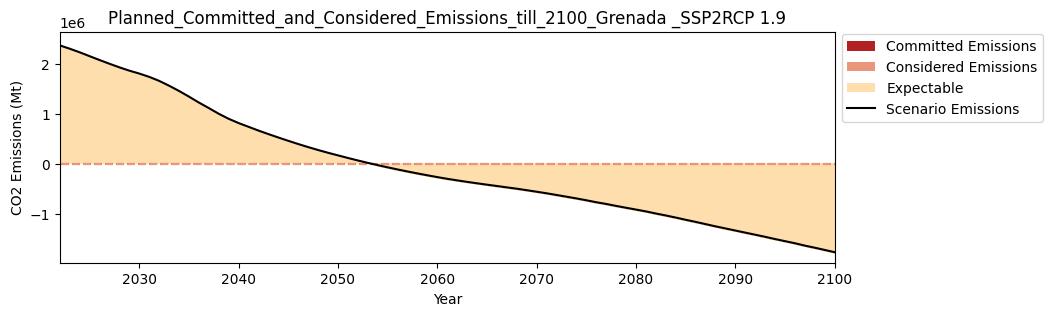 Planned_Committed_and_Considered_Emissions_till_2100_Grenada _SSP2RCP 1.9
1e6
CO2 Emissions (Mt)
2
1
0
−1
2030 2040 2050 2060 2070 2080 2090 2100
Year
Committed Emissions
Considered Emissions
Expectable
Scenario Emissions